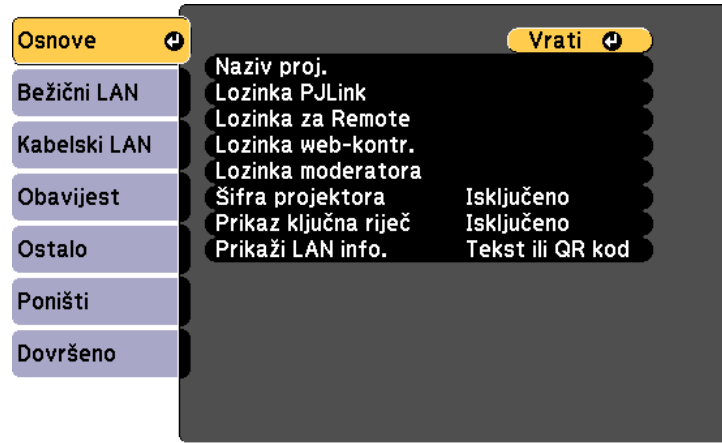 Osnove
Bežični LAN
Kabelski LAN
Obavijest
Ostalo
Poništi
Dovršeno
Vrati
Naziv proj.
Lozinka PJLink
Lozinka za Remote
Lozinka web-kontr.
Lozinka moderatora
Šifra projektora Isključeno
Prikaz ključna riječ Isključeno
Prikaži LAN info. Tekst ili QR kod